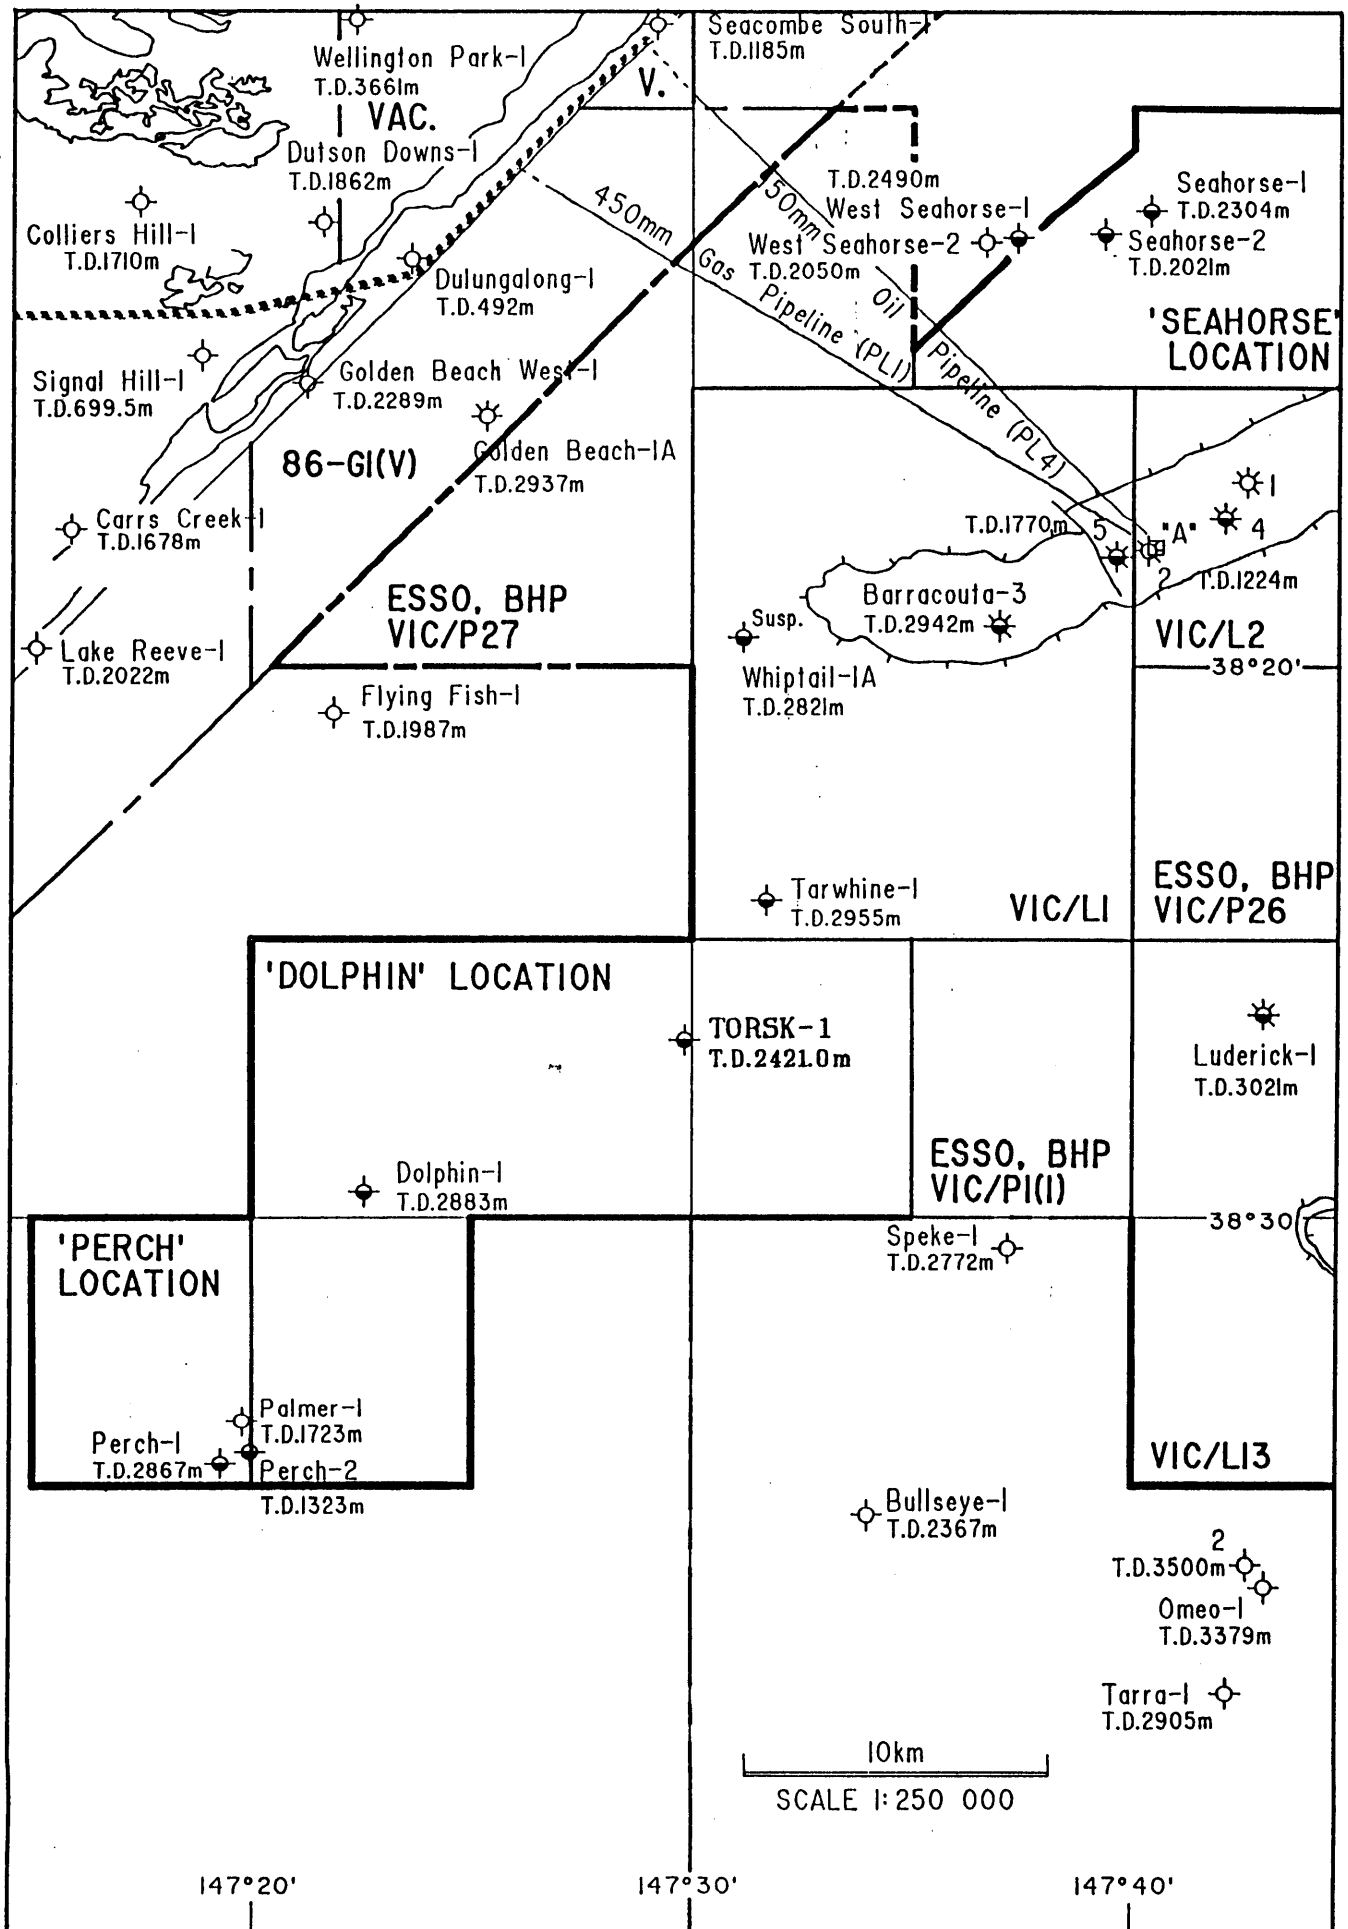 Seacombe South-1
T.D.1185m
Wellington Park-1
T.D.3661m
V.
VAC.
Dutson Downs-1
T.D.1862m
Colliers Hill-1
T.D.1710m
Dulungalong-1
T.D.492m
450mm Gas Pipeline (PL1)
T.D.2490m
West Seahorse-1
West Seahorse-2
T.D.2050m
Oil Pipeline (PL4)
Seahorse-1
T.D.2304m
Seahorse-2
T.D.2021m
'SEAHORSE'
LOCATION
Signal Hill-1
T.D.699.5m
Golden Beach West-1
T.D.2289m
86-G1(V)
Golden Beach-1A
T.D.2937m
Carrs Creek-1
T.D.1678m
1
4
T.D.1770m 5
"A"
2 T.D.1224m
Barracouta-3
T.D.2942m
ESSO, BHP
VIC/P27
Susp.
Whiptail-1A
T.D.2821m
VIC/L2
38°20'
Lake Reeve-1
T.D.2022m
Flying Fish-1
T.D.1987m
Tarwhine-1
T.D.2955m
VIC/L1
ESSO, BHP
VIC/P26
'DOLPHIN' LOCATION
TORSK-1
T.D.2421.0m
Luderick-1
T.D.3021m
Dolphin-1
T.D.2883m
ESSO, BHP
VIC/P1(1)
38°30
'PERCH'
LOCATION
Speke-1
T.D.2772m
Palmer-1
T.D.1723m
Perch-1
T.D.2867m
Perch-2
T.D.1323m
VIC/L13
Bullseye-1
T.D.2367m
2
T.D.3500m
Omeo-1
T.D.3379m
Tarra-1
T.D.2905m
10km
SCALE 1:250 000
147°20'
147°30'
147°40'